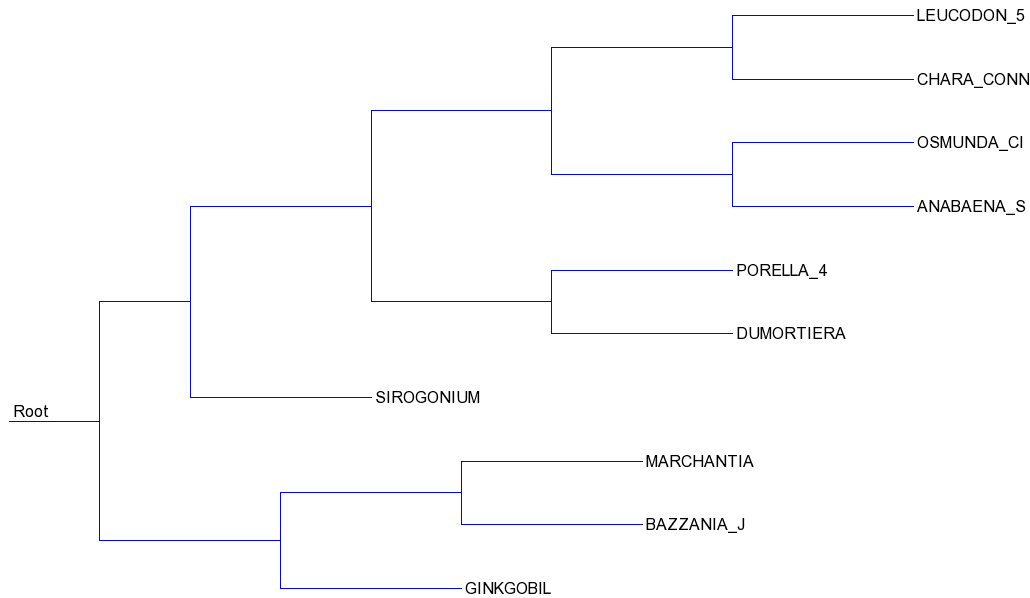 LEUCODON_5
CHARA_CONN
OSMUNDA_CI
ANABAENA_S
PORELLA_4
DUMORTIERA
SIROGONIUM
Root
MARCHANTIA
BAZZANIA_J
GINKGOBIL